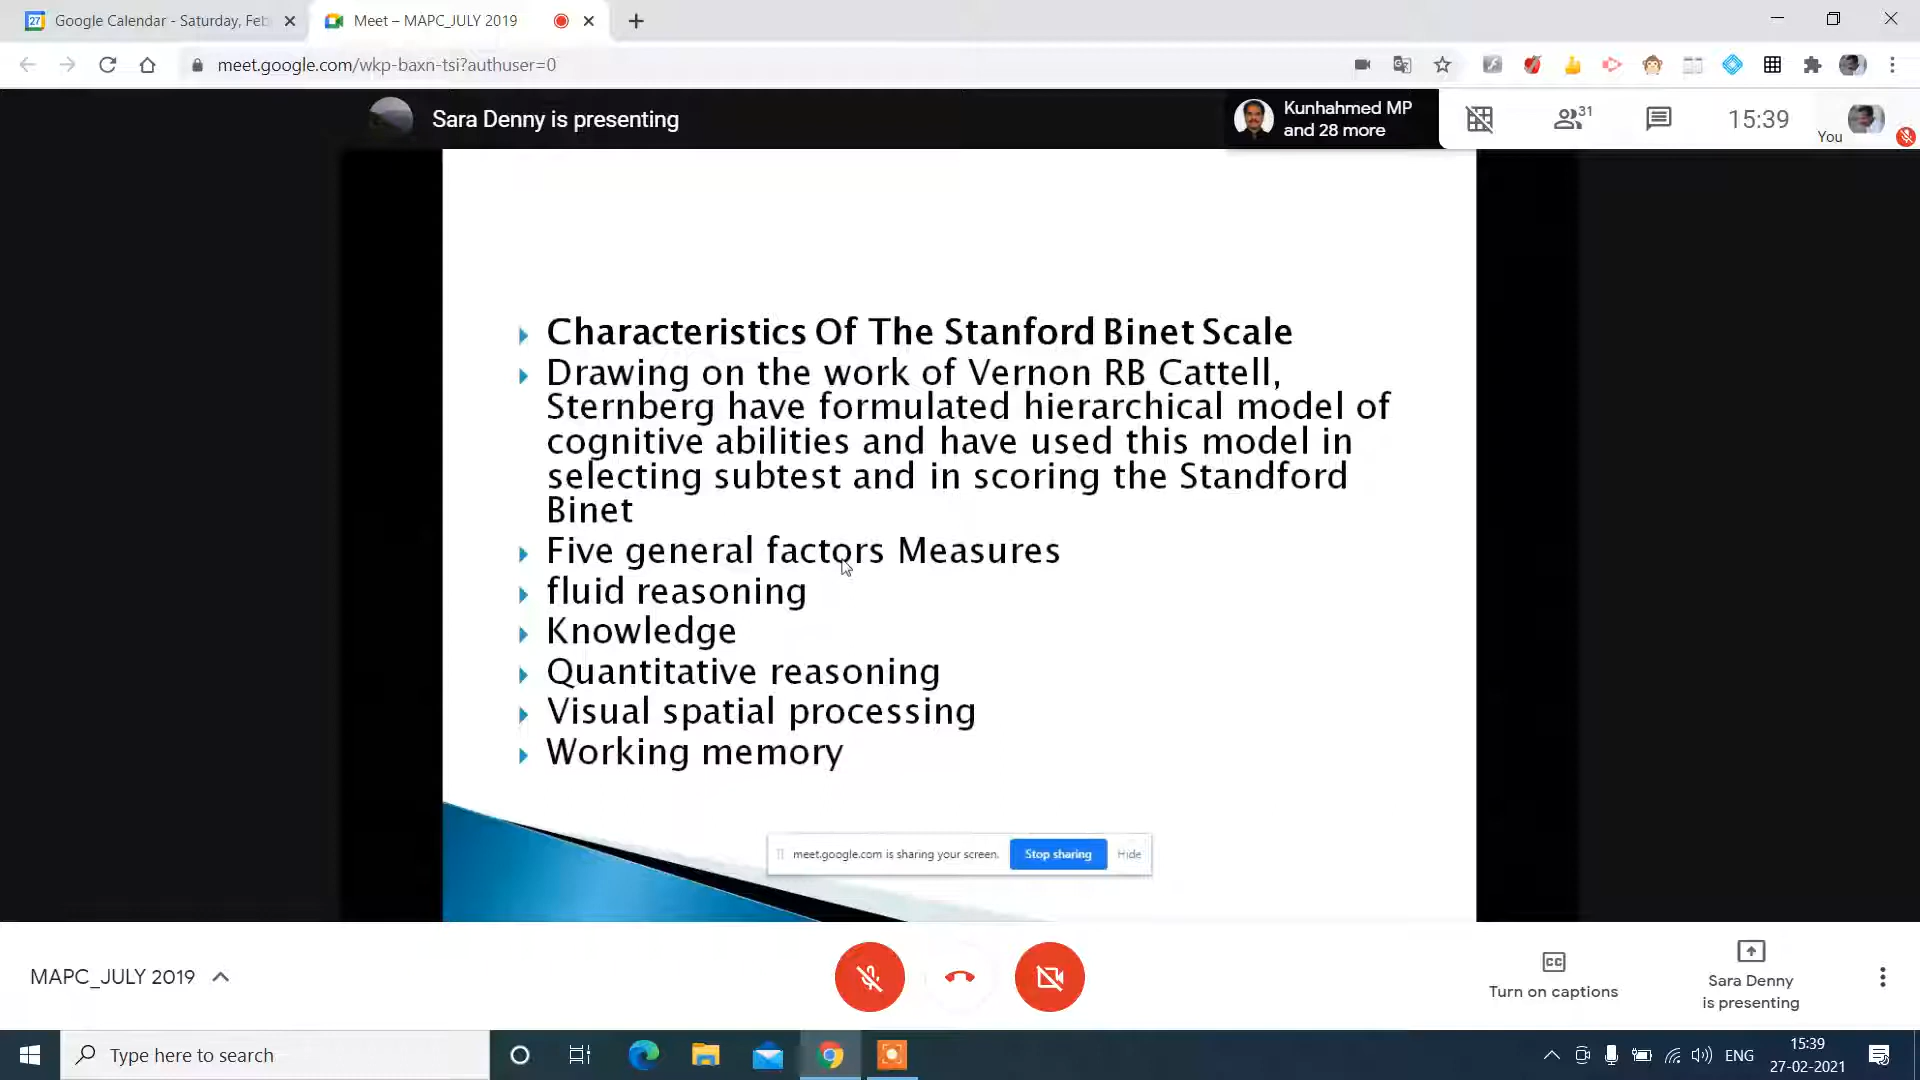 Google Calendar - Saturday, Feb
Meet – MAPC_JULY 2019
meet.google.com/wkp-baxn-tsi?authuser=0
Sara Denny is presenting
Kunhahmed MP
and 28 more
31
15:39
You
Characteristics Of The Stanford Binet Scale
Drawing on the work of Vernon RB Cattell,
Sternberg have formulated hierarchical model of
cognitive abilities and have used this model in
selecting subtest and in scoring the Standford
Binet
Five general factors Measures
fluid reasoning
Knowledge
Quantitative reasoning
Visual spatial processing
Working memory
meet.google.com is sharing your screen.
Stop sharing
Hide
MAPC_JULY 2019
Turn on captions
Sara Denny
is presenting
Type here to search
ENG
15:39
27-02-2021